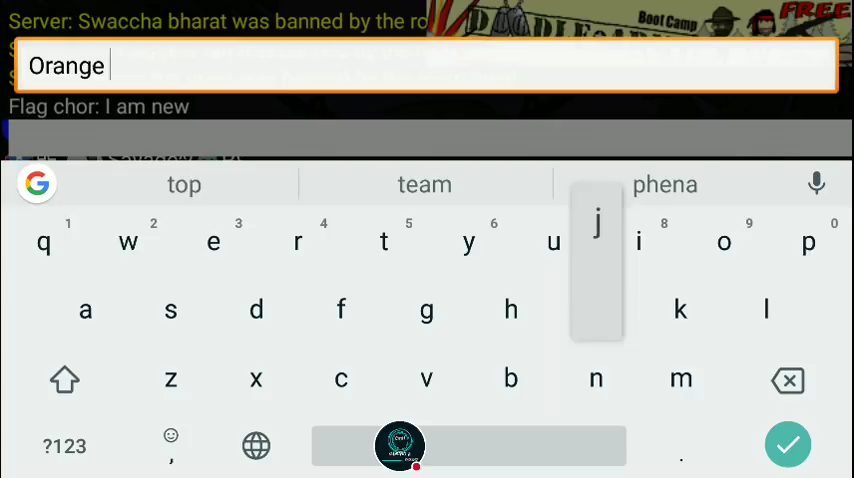 Server: Swaccha bharat was banned by the ro
Boot Camp
FREE
Orange
Flag chor: I am new
top team phena
1 2 3 4 5 6 8 9 0
q w e r t y u j i o p
a s d f g h k l
z x c v b n m
?123 , .